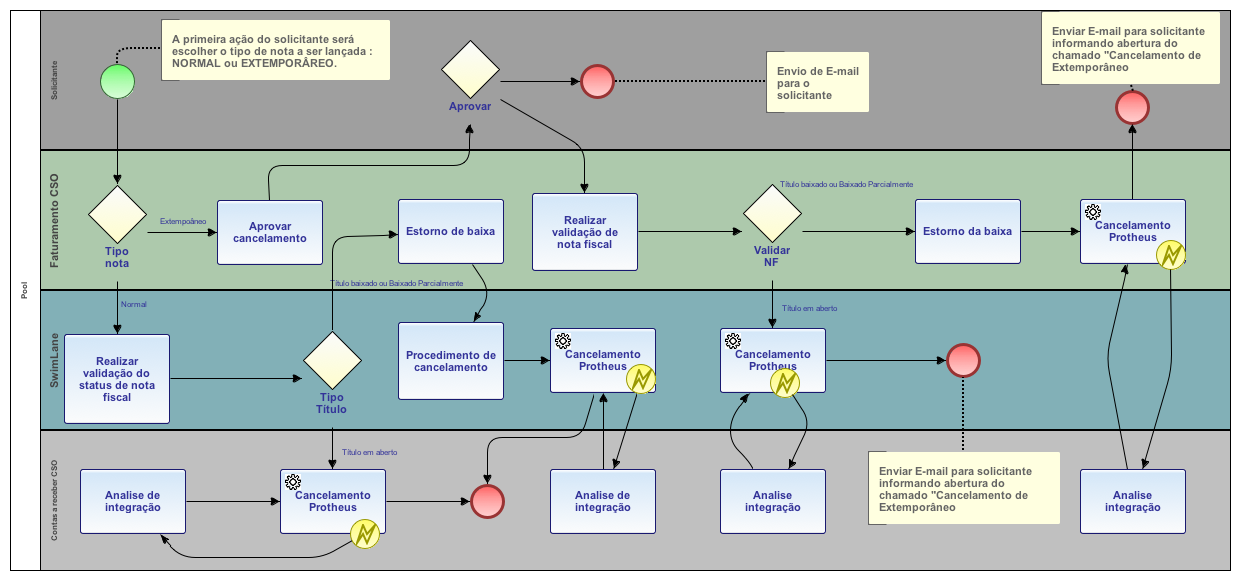 Pool
Solicitante
A primeira ação do solicitante será
escolher o tipo de nota a ser lançada :
NORMAL ou EXTEMPORÂREO.
Aprovar
Envio de E-mail
para o
solicitante
Enviar E-mail para solicitante
informando abertura do
chamado "Cancelamento de
Extemporâneo
Faturamento CSO
Tipo
nota
Extempoâneo
Aprovar
cancelamento
Estorno de baixa
Realizar
validação de
nota fiscal
Título baixado ou Baixado Parcialmente
Validar
NF
Estorno da baixa
Cancelamento
Protheus
SwimLane
Normal
Título baixado ou Baixado Parcialmente
Título em aberto
Realizar
validação do
status de nota
fiscal
Tipo
Titulo
Procedimento de
cancelamento
Cancelamento
Protheus
Cancelamento
Protheus
Contas a receber CSO
Título em aberto
Analise de
integração
Cancelamento
Protheus
Analise de
integração
Analise de
integração
Enviar E-mail para solicitante
informando abertura do
chamado "Cancelamento de
Extemporâneo
Analise de
integração